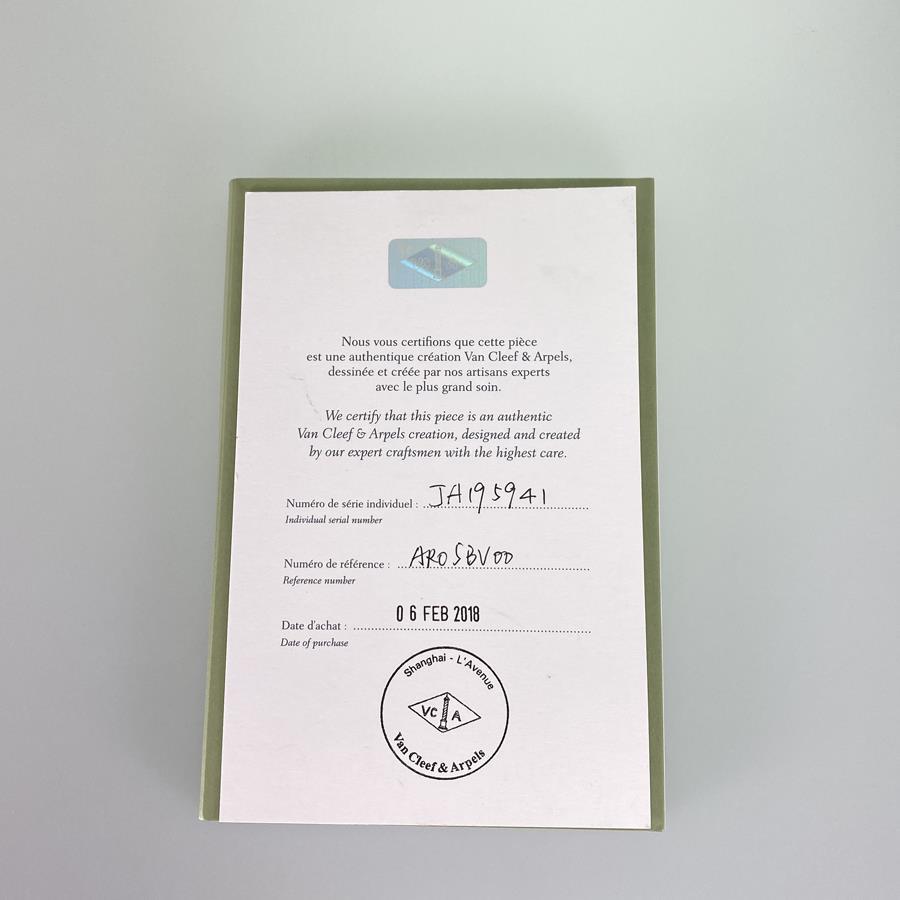 Nous vous certifions que cette pièce
est une authentique création Van Cleef & Arpels,
dessinée et créée par nos artisans experts
avec le plus grand soin.
We certify that this piece is an authentic
Van Cleef & Arpels creation, designed and created
by our expert craftsmen with the highest care.
Numéro de série individuel : JA195941
Individual serial number
Numéro de référence : ARO5BV00
Reference number
Date d'achat : 06 FEB 2018
Date of purchase
Shanghai - L'Avenue
VC A
Van Cleef & Arpels